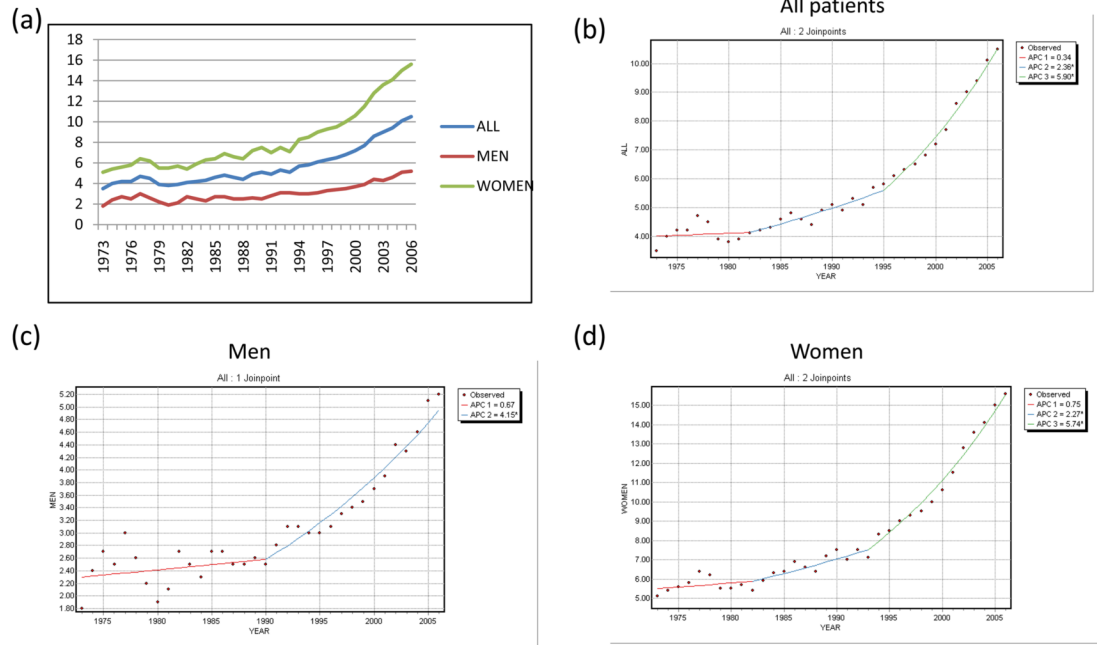 (a)
18
16
14
12
10
8
6
4
2
0
1973
1976
1979
1982
1985
1988
1991
1994
1997
2000
2003
2006
ALL
MEN
WOMEN
All patients
(b)
All : 2 Joinpoints
10.00
9.00
8.00
7.00
6.00
5.00
4.00
ALL
1975
1980
1985
1990
1995
2000
2005
YEAR
Observed
APC 1 = 0.34
APC 2 = 2.36*
APC 3 = 5.90*
(c)
Men
All : 1 Joinpoint
5.20
5.00
4.80
4.60
4.40
4.20
4.00
3.80
3.60
3.40
3.20
3.00
2.80
2.60
2.40
2.20
2.00
1.80
MEN
1975
1980
1985
1990
1995
2000
2005
YEAR
Observed
APC 1 = 0.67
APC 2 = 4.15*
(d)
Women
All : 2 Joinpoints
15.00
14.00
13.00
12.00
11.00
10.00
9.00
8.00
7.00
6.00
5.00
WOMEN
1975
1980
1985
1990
1995
2000
2005
YEAR
Observed
APC 1 = 0.75
APC 2 = 2.27*
APC 3 = 5.74*